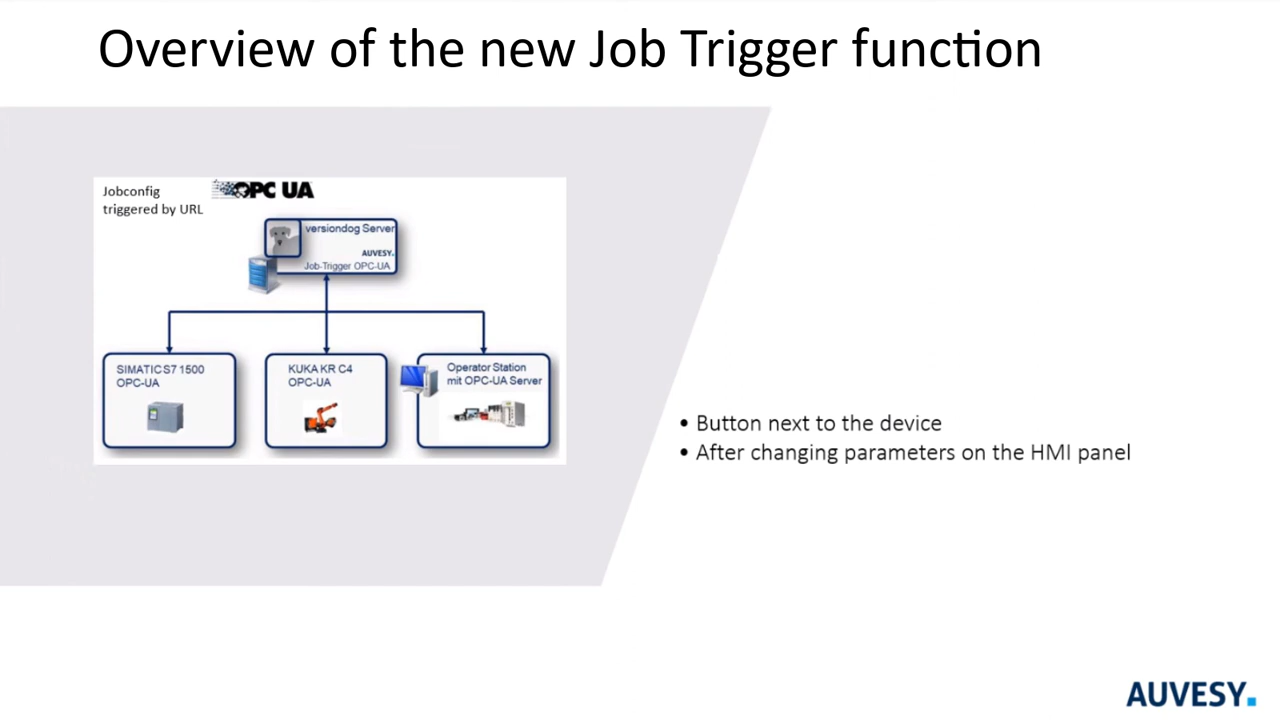 Overview of the new Job Trigger function
Jobconfig
triggered by URL
OPC UA
versiondog Server
AUVESY.
Job-Trigger OPC-UA
SIMATIC S7 1500
OPC-UA
KUKA KR C4
OPC-UA
Operator Station
mit OPC-UA Server
• Button next to the device
• After changing parameters on the HMI panel
AUVESY.